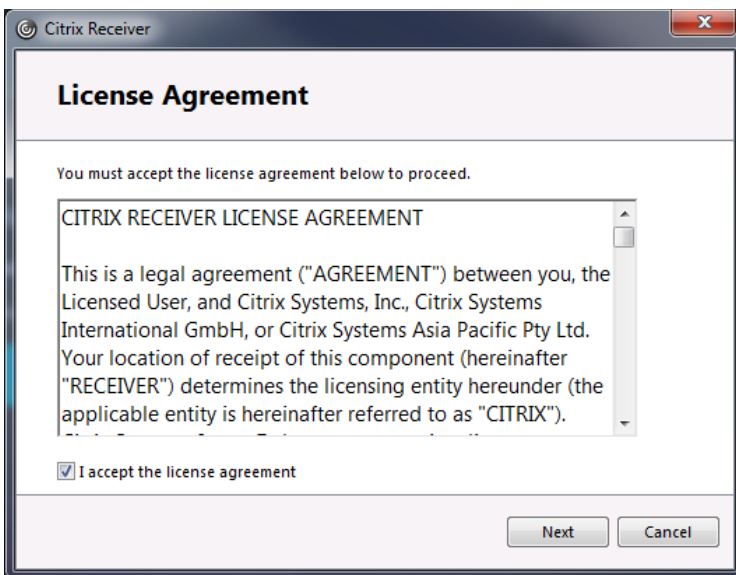 Citrix Receiver
License Agreement
You must accept the license agreement below to proceed.
CITRIX RECEIVER LICENSE AGREEMENT
This is a legal agreement ("AGREEMENT") between you, the
Licensed User, and Citrix Systems, Inc., Citrix Systems
International GmbH, or Citrix Systems Asia Pacific Pty Ltd.
Your location of receipt of this component (hereinafter
"RECEIVER") determines the licensing entity hereunder (the
applicable entity is hereinafter referred to as "CITRIX").
I accept the license agreement
Next Cancel